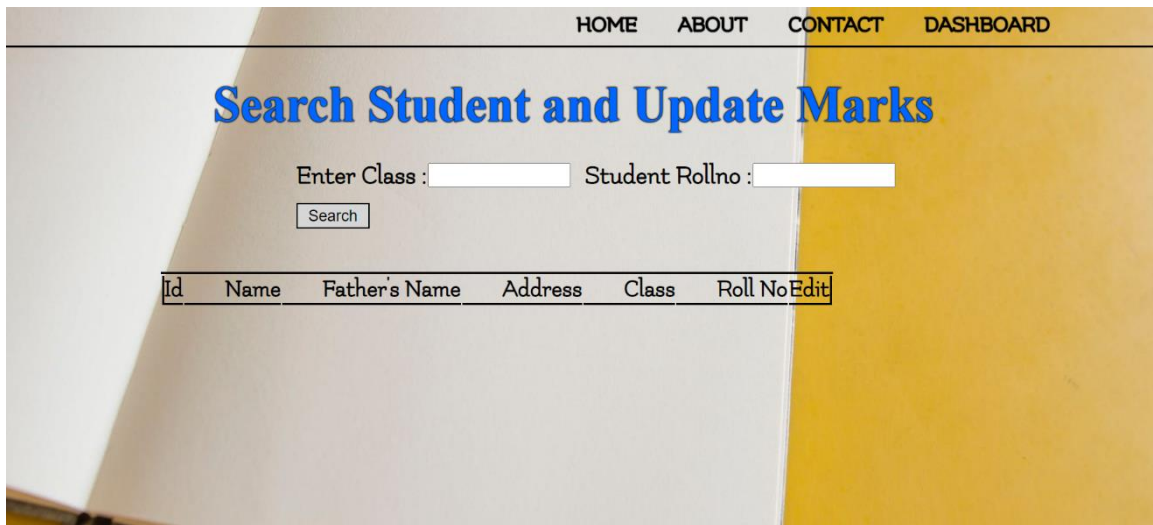 HOME ABOUT CONTACT DASHBOARD
Search Student and Update Marks
Enter Class : Student Rollno :
Search
Id Name Father's Name Address Class Roll No Edit